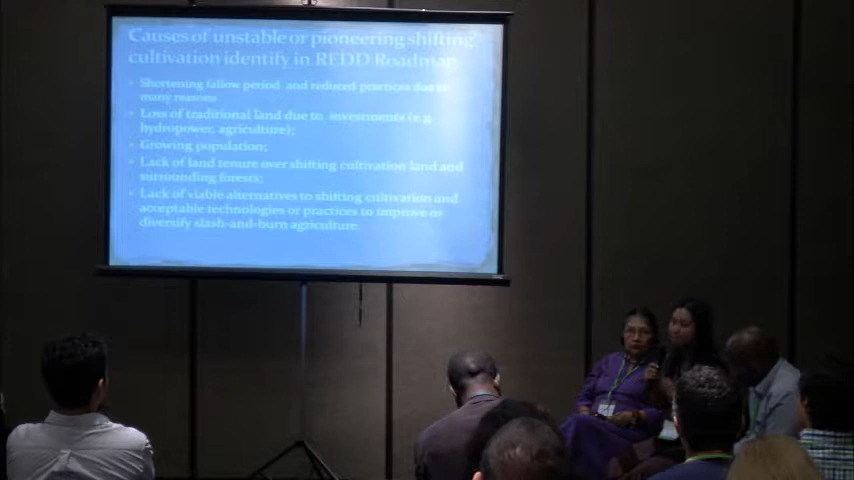 Causes of unstable or pioneering shifting
cultivation identify in REDD Roadmap
Shortening fallow period and reduced practices due to
many reasons
Loss of traditional land due to investments (e.g.
hydropower, agriculture);
Growing population;
Lack of land tenure over shifting cultivation land and
surrounding forests;
Lack of viable alternatives to shifting cultivation and
acceptable technologies or practices to improve or
diversify slash-and-burn agriculture.